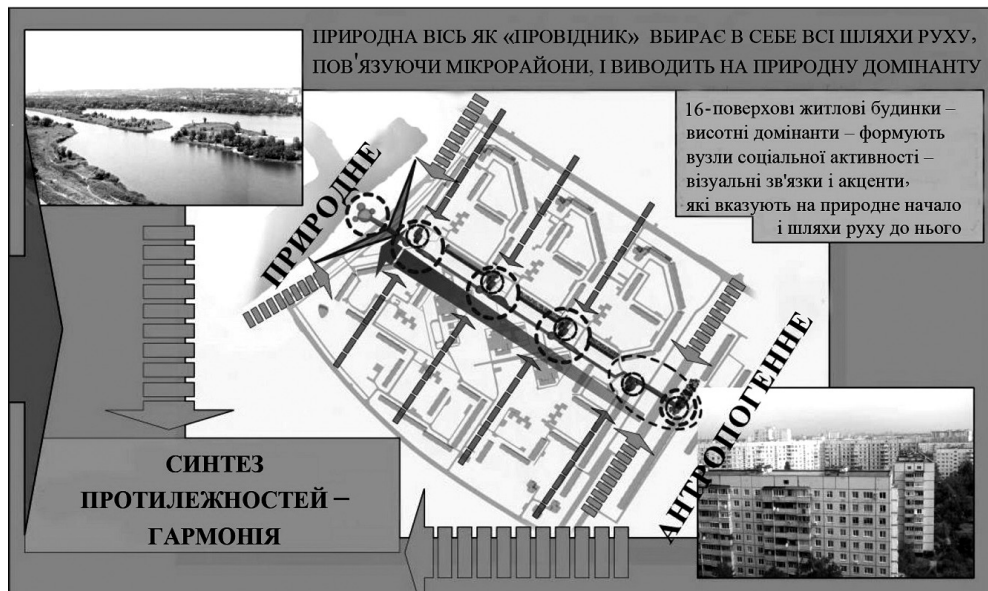 ПРИРОДНА ВІСЬ ЯК «ПРОВІДНИК» ВБИРАЄ В СЕБЕ ВСІ ШЛЯХИ РУХУ,
ПОВ'ЯЗУЮЧИ МІКРОРАЙОНИ, І ВИВОДИТЬ НА ПРИРОДНУ ДОМІНАНТУ
16-поверхові житлові будинки –
висотні домінанти – формують
вузли соціальної активності –
візуальні зв'язки і акценти,
які вказують на природне начало
і шляхи руху до нього
ПРИРОДНЕ
АНТРОПОГЕННЕ
СИНТЕЗ
ПРОТИЛЕЖНОСТЕЙ –
ГАРМОНІЯ